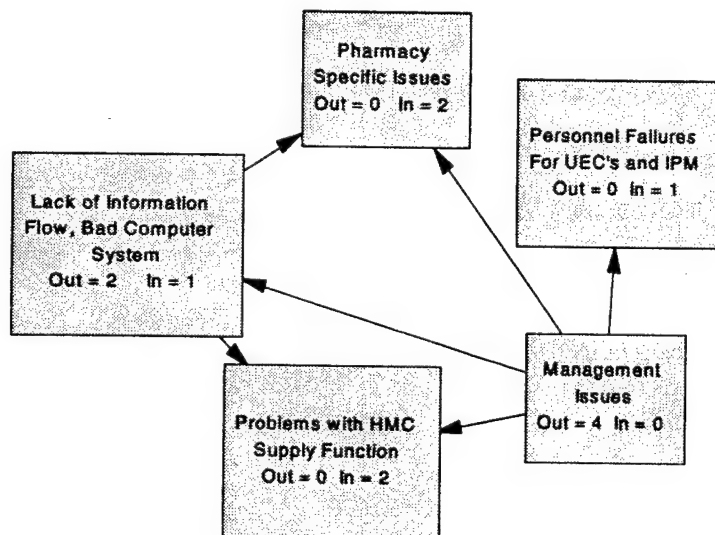 Pharmacy
Specific Issues
Out = 0 In = 2
Personnel Failures
For UEC's and IPM
Out = 0 In = 1
Lack of Information
Flow, Bad Computer
System
Out = 2 In = 1
Management
Issues
Out = 4 In = 0
Problems with HMC
Supply Function
Out = 0 In = 2